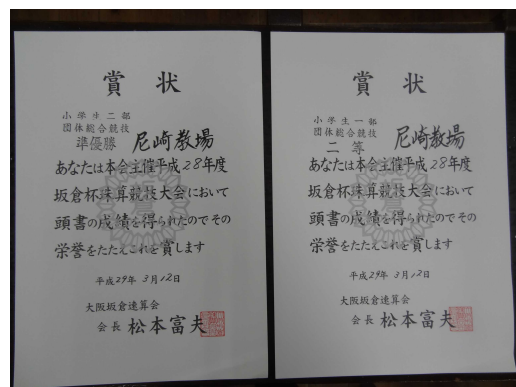 賞状
小学生二部
団体総合競技
準優勝 尼崎教場
あなたは本会主催平成28年度
坂倉杯珠算競技大会において
頭書の成績を得られたのでその
栄誉をたたえこれを賞します
平成29年 3月12日
大阪坂倉速算会
会長 松本富夫
賞状
小学生一部
団体総合競技
二等 尼崎教場
あなたは本会主催平成28年度
坂倉杯珠算競技大会において
頭書の成績を得られたのでその
栄誉をたたえこれを賞します
平成29年 3月12日
大阪坂倉速算会
会長 松本富夫